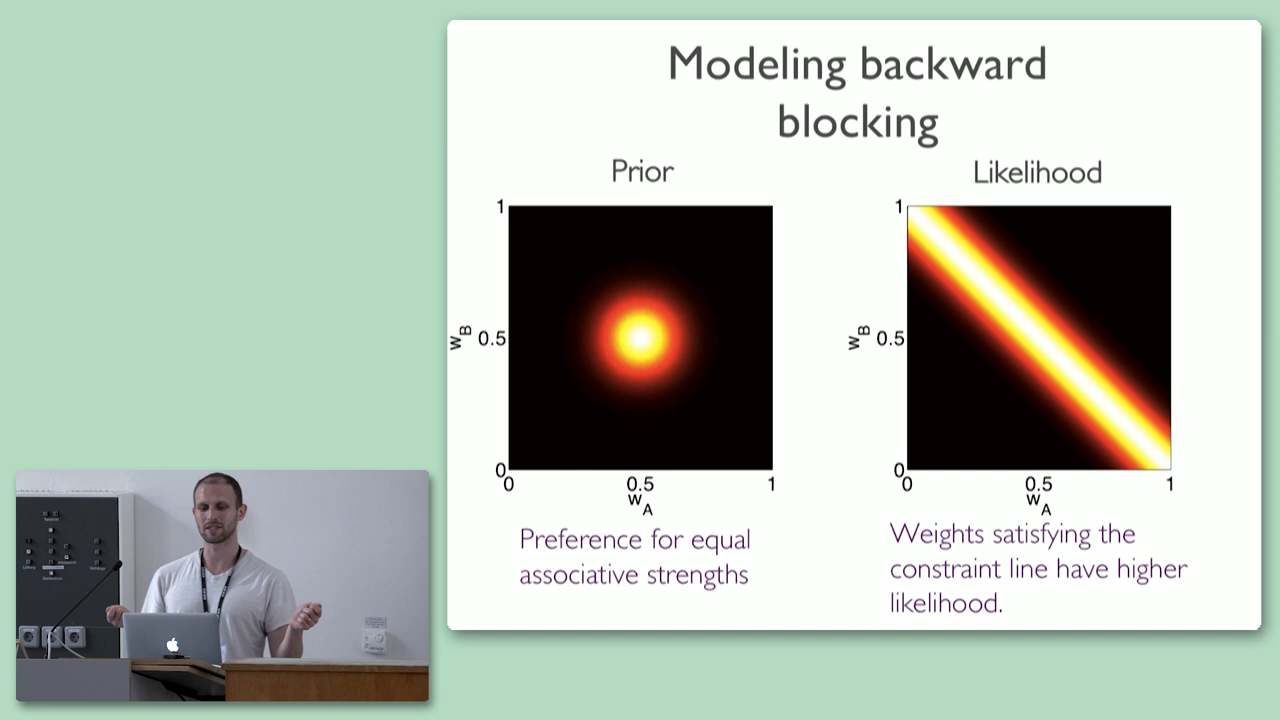 Modeling backward
blocking
Prior
Likelihood
1
w_B 0.5
0
0 0.5 1
w_A
1
w_B 0.5
0
0 0.5 1
w_A
Preference for equal
associative strengths
Weights satisfying the
constraint line have higher
likelihood.